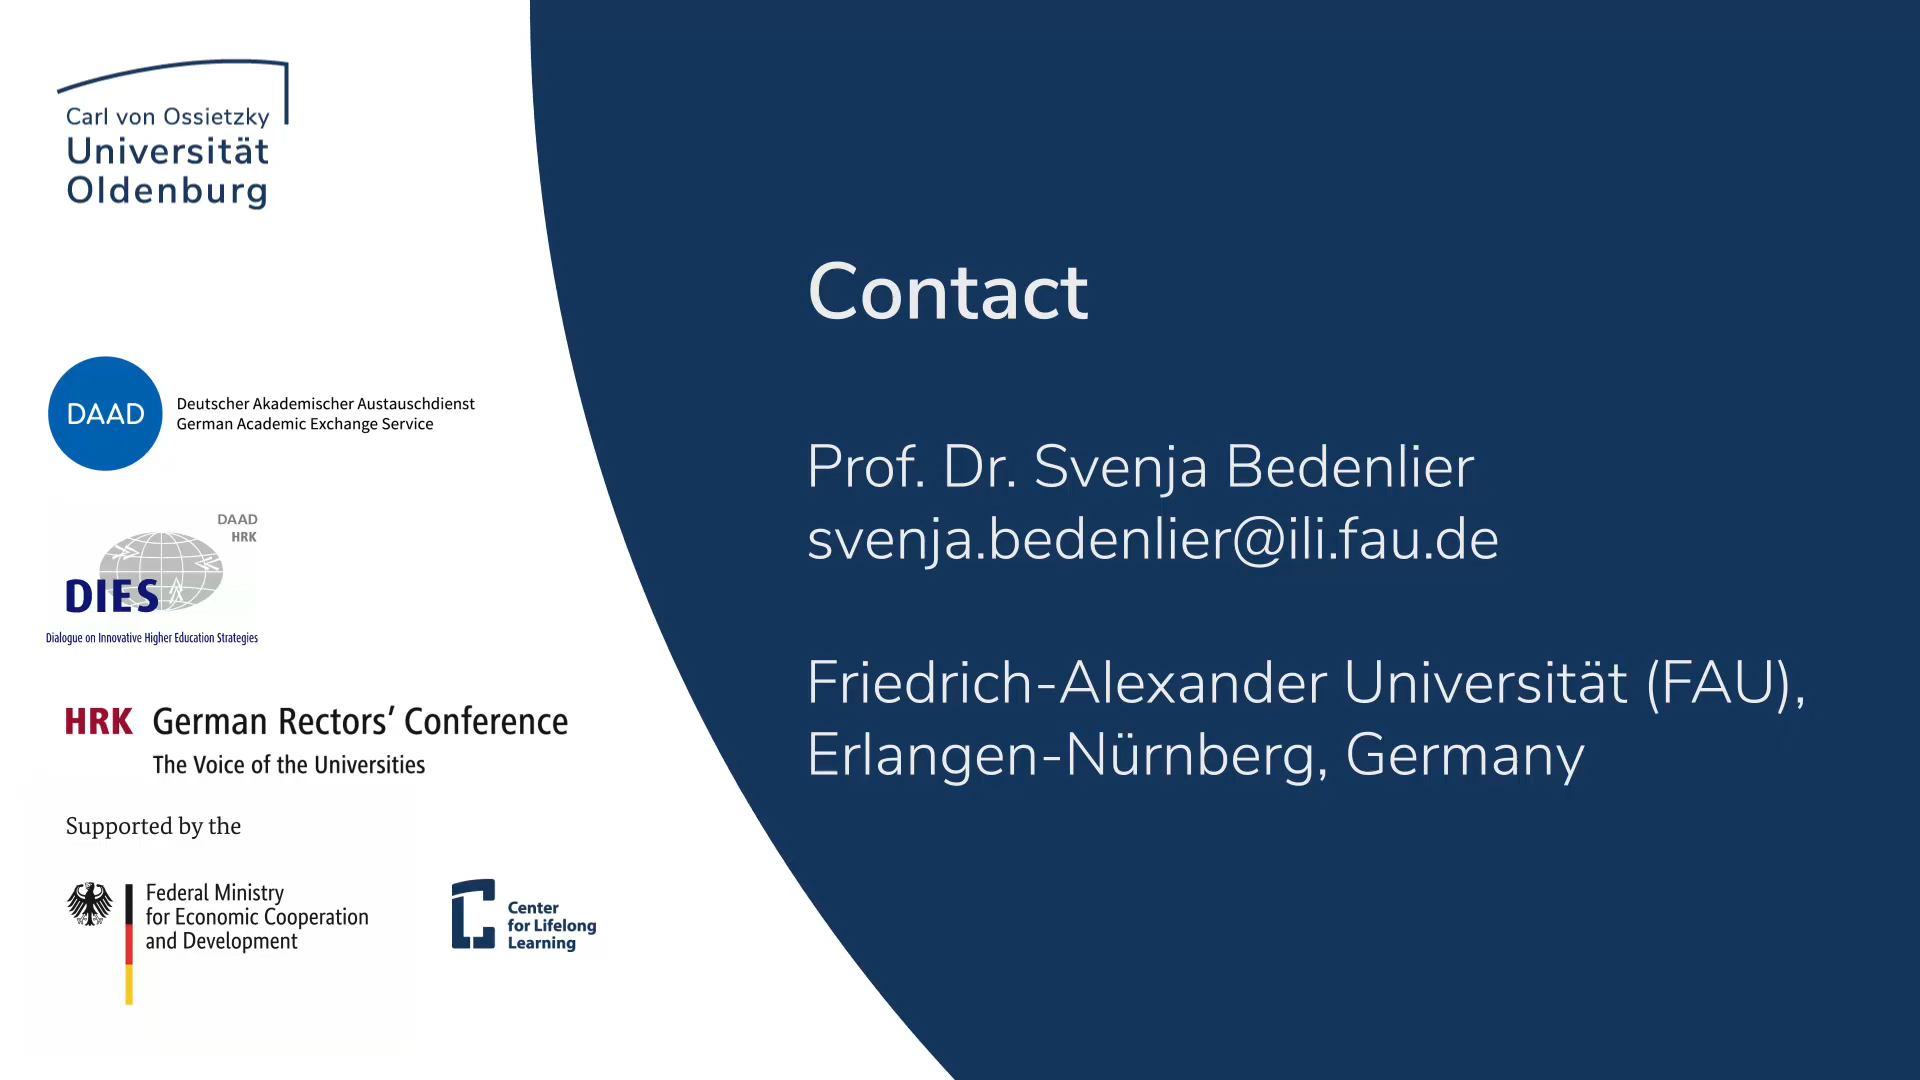 Carl von Ossietzky
Universität
Oldenburg
DAAD
Deutscher Akademischer Austauschdienst
German Academic Exchange Service
DAAD
HRK
DIES
Dialogue on Innovative Higher Education Strategies
HRK German Rectors’ Conference
The Voice of the Universities
Supported by the
Federal Ministry
for Economic Cooperation
and Development
Center
for Lifelong
Learning
Contact
Prof. Dr. Svenja Bedenlier
svenja.bedenlier@ili.fau.de
Friedrich-Alexander Universität (FAU),
Erlangen-Nürnberg, Germany